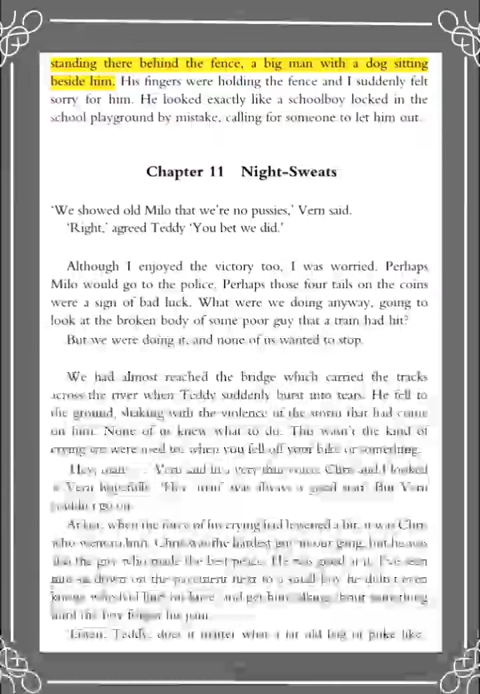 standing there behind the fence, a big man with a dog sitting
beside him. His fingers were holding the fence and I suddenly felt
sorry for him. He looked exactly like a schoolboy locked in the
school playground by mistake, calling for someone to let him out.
Chapter 11 Night-Sweats
‘We showed old Milo that we're no pussies,’ Vern said.
‘Right,’ agreed Teddy ‘You bet we did.’
Although I enjoyed the victory too, I was worried. Perhaps
Milo would go to the police. Perhaps those four tails on the coins
were a sign of bad luck. What were we doing anyway, going to
look at the broken body of some poor guy that a train had hit?
But we were doing it, and none of us wanted to stop.
We had almost reached the bridge which carried the tracks
across the river when Teddy suddenly burst into tears. He fell to
the ground, shaking with the violence of the storm that had come
on him. None of us knew what to do. This wasn't the kind of
crying we were used to, when you fell off your bike or something.
‘Hey, man ... Vern said in a very thin voice. Chris and I looked
at Vern hopefully. ‘Hey, man’ was always a good start. But Vern
couldn't go on.
At last, when the force of his crying had lessened a bit, it was Chris
who went to him. Chris was the hardest guy in our gang, but he was
also the guy who made the best peace. He was good at it. I've seen
him sit down on the pavement next to a small boy he didn't even
know, and get him talking about something
until the boy forgot his pain.
‘Listen, Teddy, does it matter what a fat old bag of puke like